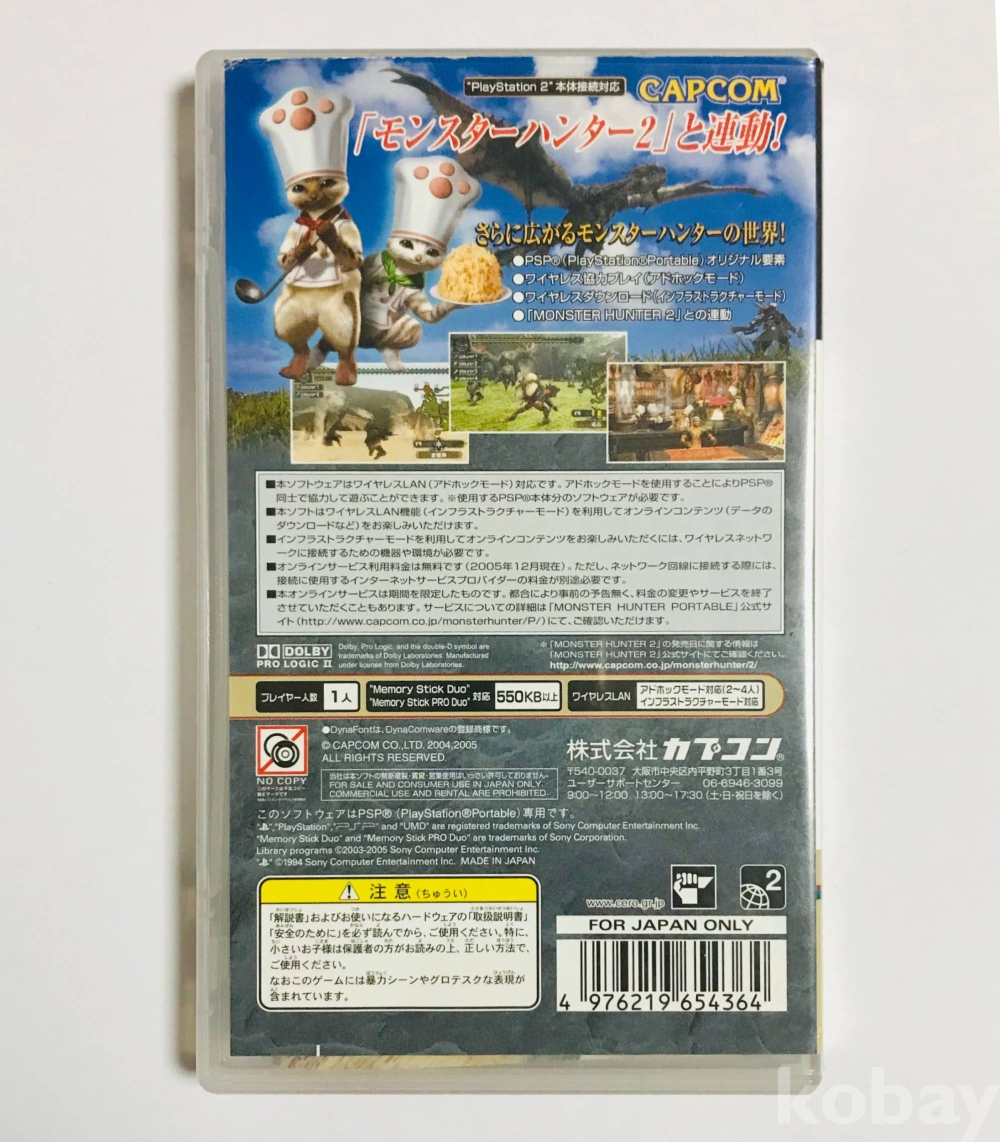 "PlayStation 2" 本体接続対応
CAPCOM®
「モンスターハンター2」と連動!
さらに広がるモンスターハンターの世界!
●PSP®(PlayStation®Portable)オリジナル要素
●ワイヤレス協力プレイ(アドホックモード)
●ワイヤレスダウンロード(インフラストラクチャーモード)
●「MONSTER HUNTER 2」との連動
player1
player2
player1
player2
player3
player4
■本ソフトウェアはワイヤレスLAN(アドホックモード)対応です。アドホックモードを使用することによりPSP®
同士で協力して遊ぶことができます。※使用するPSP®本体分のソフトウェアが必要です。
■本ソフトはワイヤレスLAN機能(インフラストラクチャーモード)を利用してオンラインコンテンツ(データの
ダウンロードなど)をお楽しみいただけます。
■インフラストラクチャーモードを利用してオンラインコンテンツをお楽しみいただくには、ワイヤレスネットワ
ークに接続するための機器や環境が必要です。
■オンラインサービス利用料金は無料です(2005年12月現在)。ただし、ネットワーク回線に接続する際には、
接続に使用するインターネットサービスプロバイダーの料金が別途必要です。
■本オンラインサービスは期間を限定したものです。都合により事前の予告無く、料金の変更やサービスを終了
させていただくこともあります。サービスについての詳細は「MONSTER HUNTER PORTABLE」公式サ
イト(http://www.capcom.co.jp/monsterhunter/P/)にて、ご確認いただけます。
DOLBY
PRO LOGIC II
Dolby, Pro Logic, and the double-D symbol are
trademarks of Dolby Laboratories. Manufactured
under license from Dolby Laboratories.
※「MONSTER HUNTER 2」の発売日に関する情報は
「MONSTER HUNTER 2」公式サイトにてご確認ください。
http://www.capcom.co.jp/monsterhunter/2/
プレイヤー人数 1人
"Memory Stick Duo"
"Memory Stick PRO Duo" 対応 550KB以上
ワイヤレスLAN アドホックモード対応(2~4人)
インフラストラクチャーモード対応
NO COPY
●DynaFontは、DynaComwareの登録商標です。
© CAPCOM CO.,LTD. 2004,2005
ALL RIGHTS RESERVED.
当社は本ソフトの無断複製・賃貸・営業使用はいっさい許可しておりません。
FOR SALE AND CONSUMER USE IN JAPAN ONLY.
COMMERCIAL USE AND RENTAL ARE PROHIBITED.
株式会社カプコン®
〒540-0037 大阪市中央区内平野町3丁目1番3号
ユーザーサポートセンター 06-6946-3099
9:00~12:00 13:00~17:30(土・日・祝日を除く)
このソフトウェアはPSP®(PlayStation®Portable)専用です。
"PlayStation","PSP" and "UMD" are registered trademarks of Sony Computer Entertainment Inc.
"Memory Stick Duo" and "Memory Stick PRO Duo" are trademarks of Sony Corporation.
Library programs ©2003-2005 Sony Computer Entertainment Inc.
©1994 Sony Computer Entertainment Inc. MADE IN JAPAN
注意(ちゅうい)
「解説書」およびお使いになるハードウェアの「取扱説明書」
「安全のために」を必ず読んでから、ご使用ください。特に、
小さいお子様は保護者の方がお読みの上、正しい方法で、
ご使用ください。
なおこのゲームには暴力シーンやグロテスクな表現が
含まれています。
www.cero.gr.jp
2
FOR JAPAN ONLY
4 976219 654364
kobay